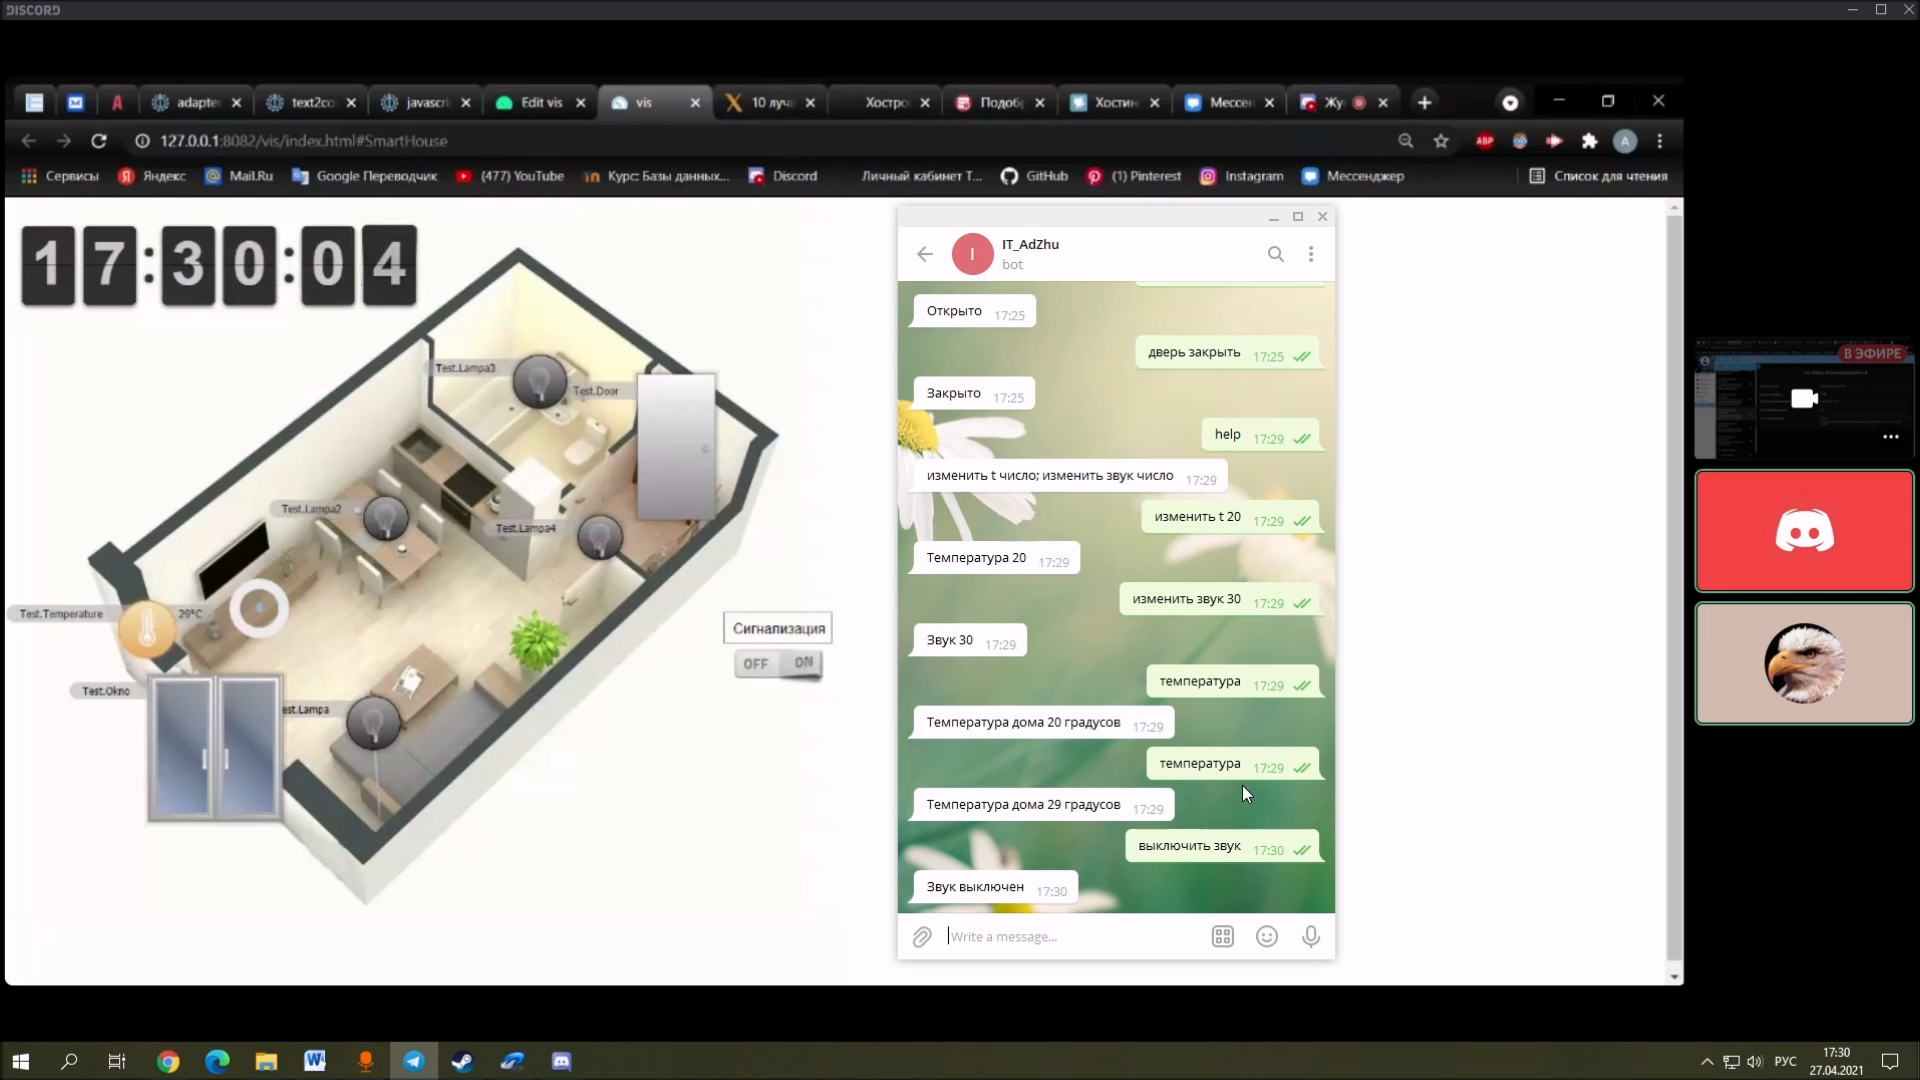 DISCORD
adapte
text2co
javascri
Edit vis
vis
10 луч
Хостро
Подоб
Хостин
Мессен
Жу
127.0.0.1:8082/vis/index.html#SmartHouse
ABP
A
Сервисы
Яндекс
Mail.Ru
Google Переводчик
(477) YouTube
Курс: Базы данных...
Discord
Личный кабинет Т...
GitHub
(1) Pinterest
Instagram
Мессенджер
Список для чтения
17:30:04
Test.Lampa3
Test.Door
Test.Lampa2
Test.Lampa4
Test.Temperature
29°C
Test.Okno
est.Lampa
Сигнализация
OFF
ON
I
IT_AdZhu
bot
Открыто 17:25
дверь закрыть 17:25
Закрыто 17:25
help 17:29
изменить t число; изменить звук число 17:29
изменить t 20 17:29
Температура 20 17:29
изменить звук 30 17:29
Звук 30 17:29
температура 17:29
Температура дома 20 градусов 17:29
температура 17:29
Температура дома 29 градусов 17:29
выключить звук 17:30
Звук выключен 17:30
Write a message...
В ЭФИРЕ
РУС
17:30
27.04.2021